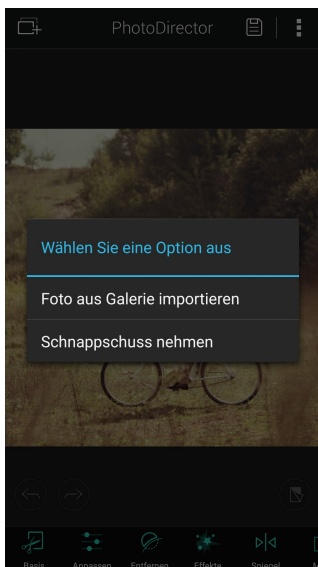 PhotoDirector
Wählen Sie eine Option aus
Foto aus Galerie importieren
Schnappschuss nehmen
Basis Anpassen Entfernen Effekte Spiegel